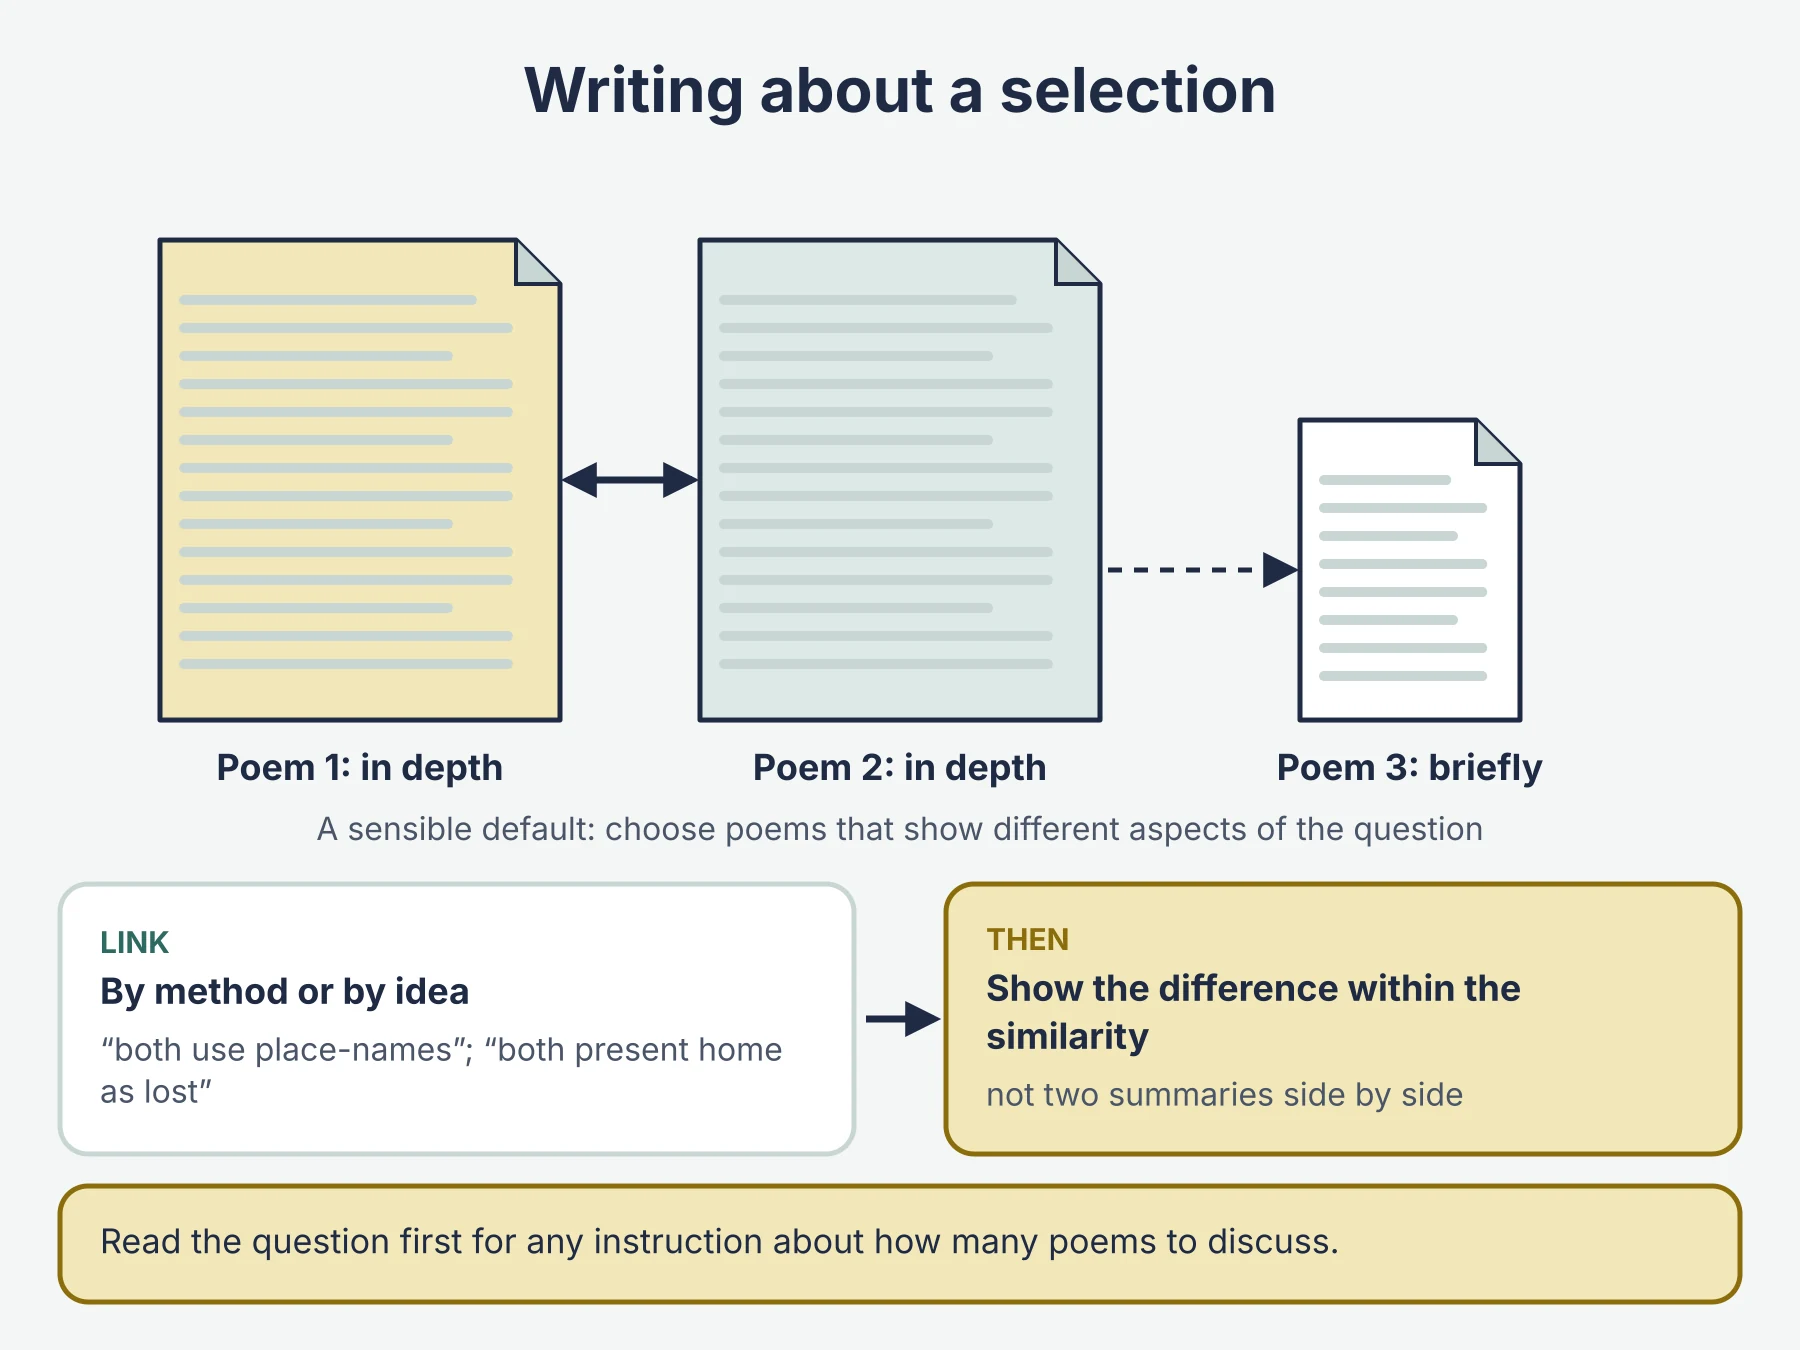 Writing about a selection
Poem 1: in depth
Poem 2: in depth
Poem 3: briefly
A sensible default: choose poems that show different aspects of the question
LINK
By method or by idea
“both use place-names”; “both present home
as lost”
THEN
Show the difference within the
similarity
not two summaries side by side
Read the question first for any instruction about how many poems to discuss.